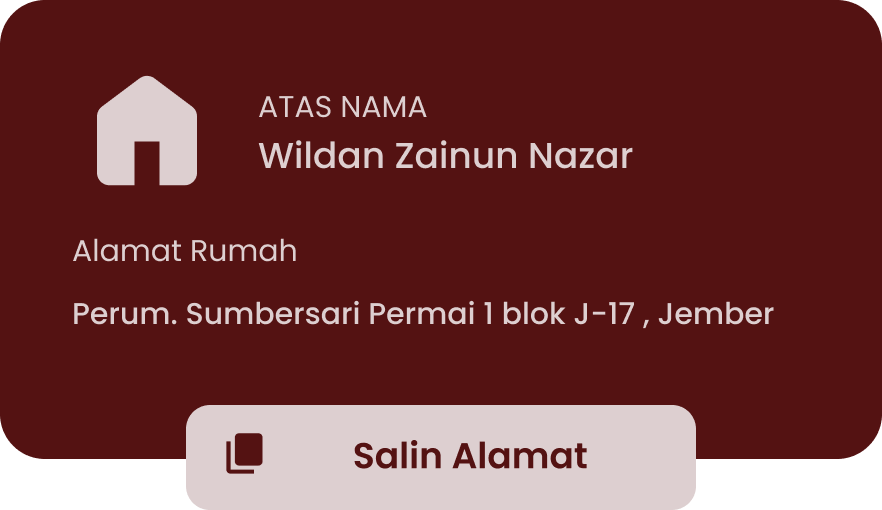 ATAS NAMA
Wildan Zainun Nazar
Alamat Rumah
Perum. Sumbersari Permai 1 blok J-17 , Jember
Salin Alamat